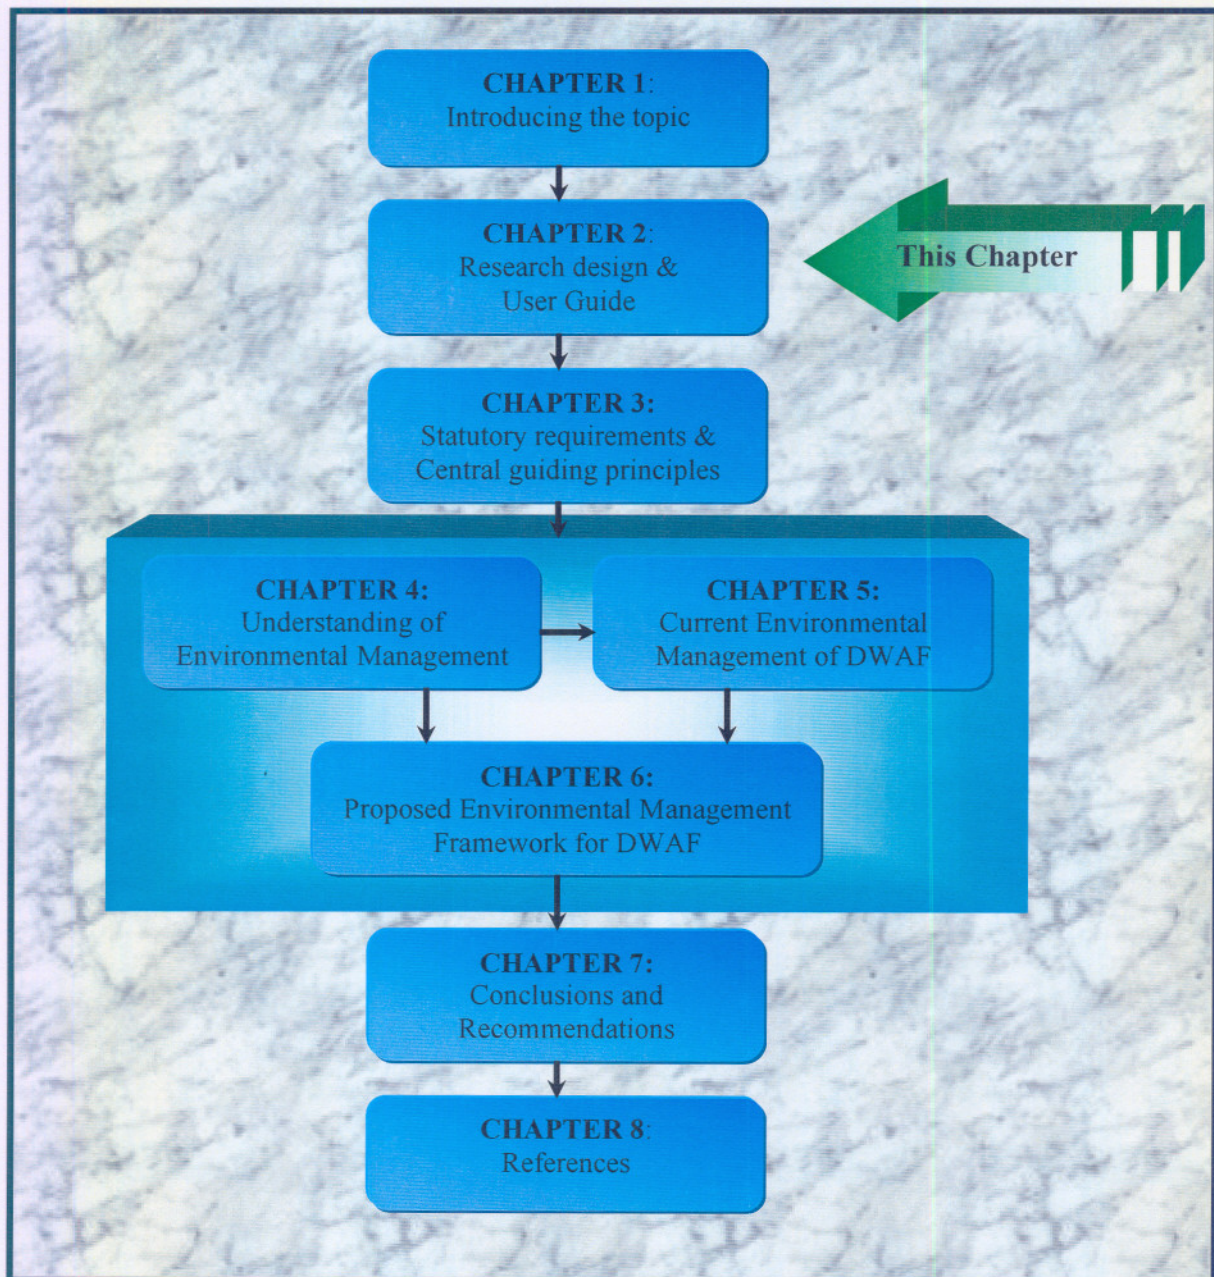 CHAPTER 1:
Introducing the topic
CHAPTER 2:
Research design &
User Guide
This Chapter
CHAPTER 3:
Statutory requirements &
Central guiding principles
CHAPTER 4:
Understanding of
Environmental Management
CHAPTER 5:
Current Environmental
Management of DWAF
CHAPTER 6:
Proposed Environmental Management
Framework for DWAF
CHAPTER 7:
Conclusions and
Recommendations
CHAPTER 8:
References